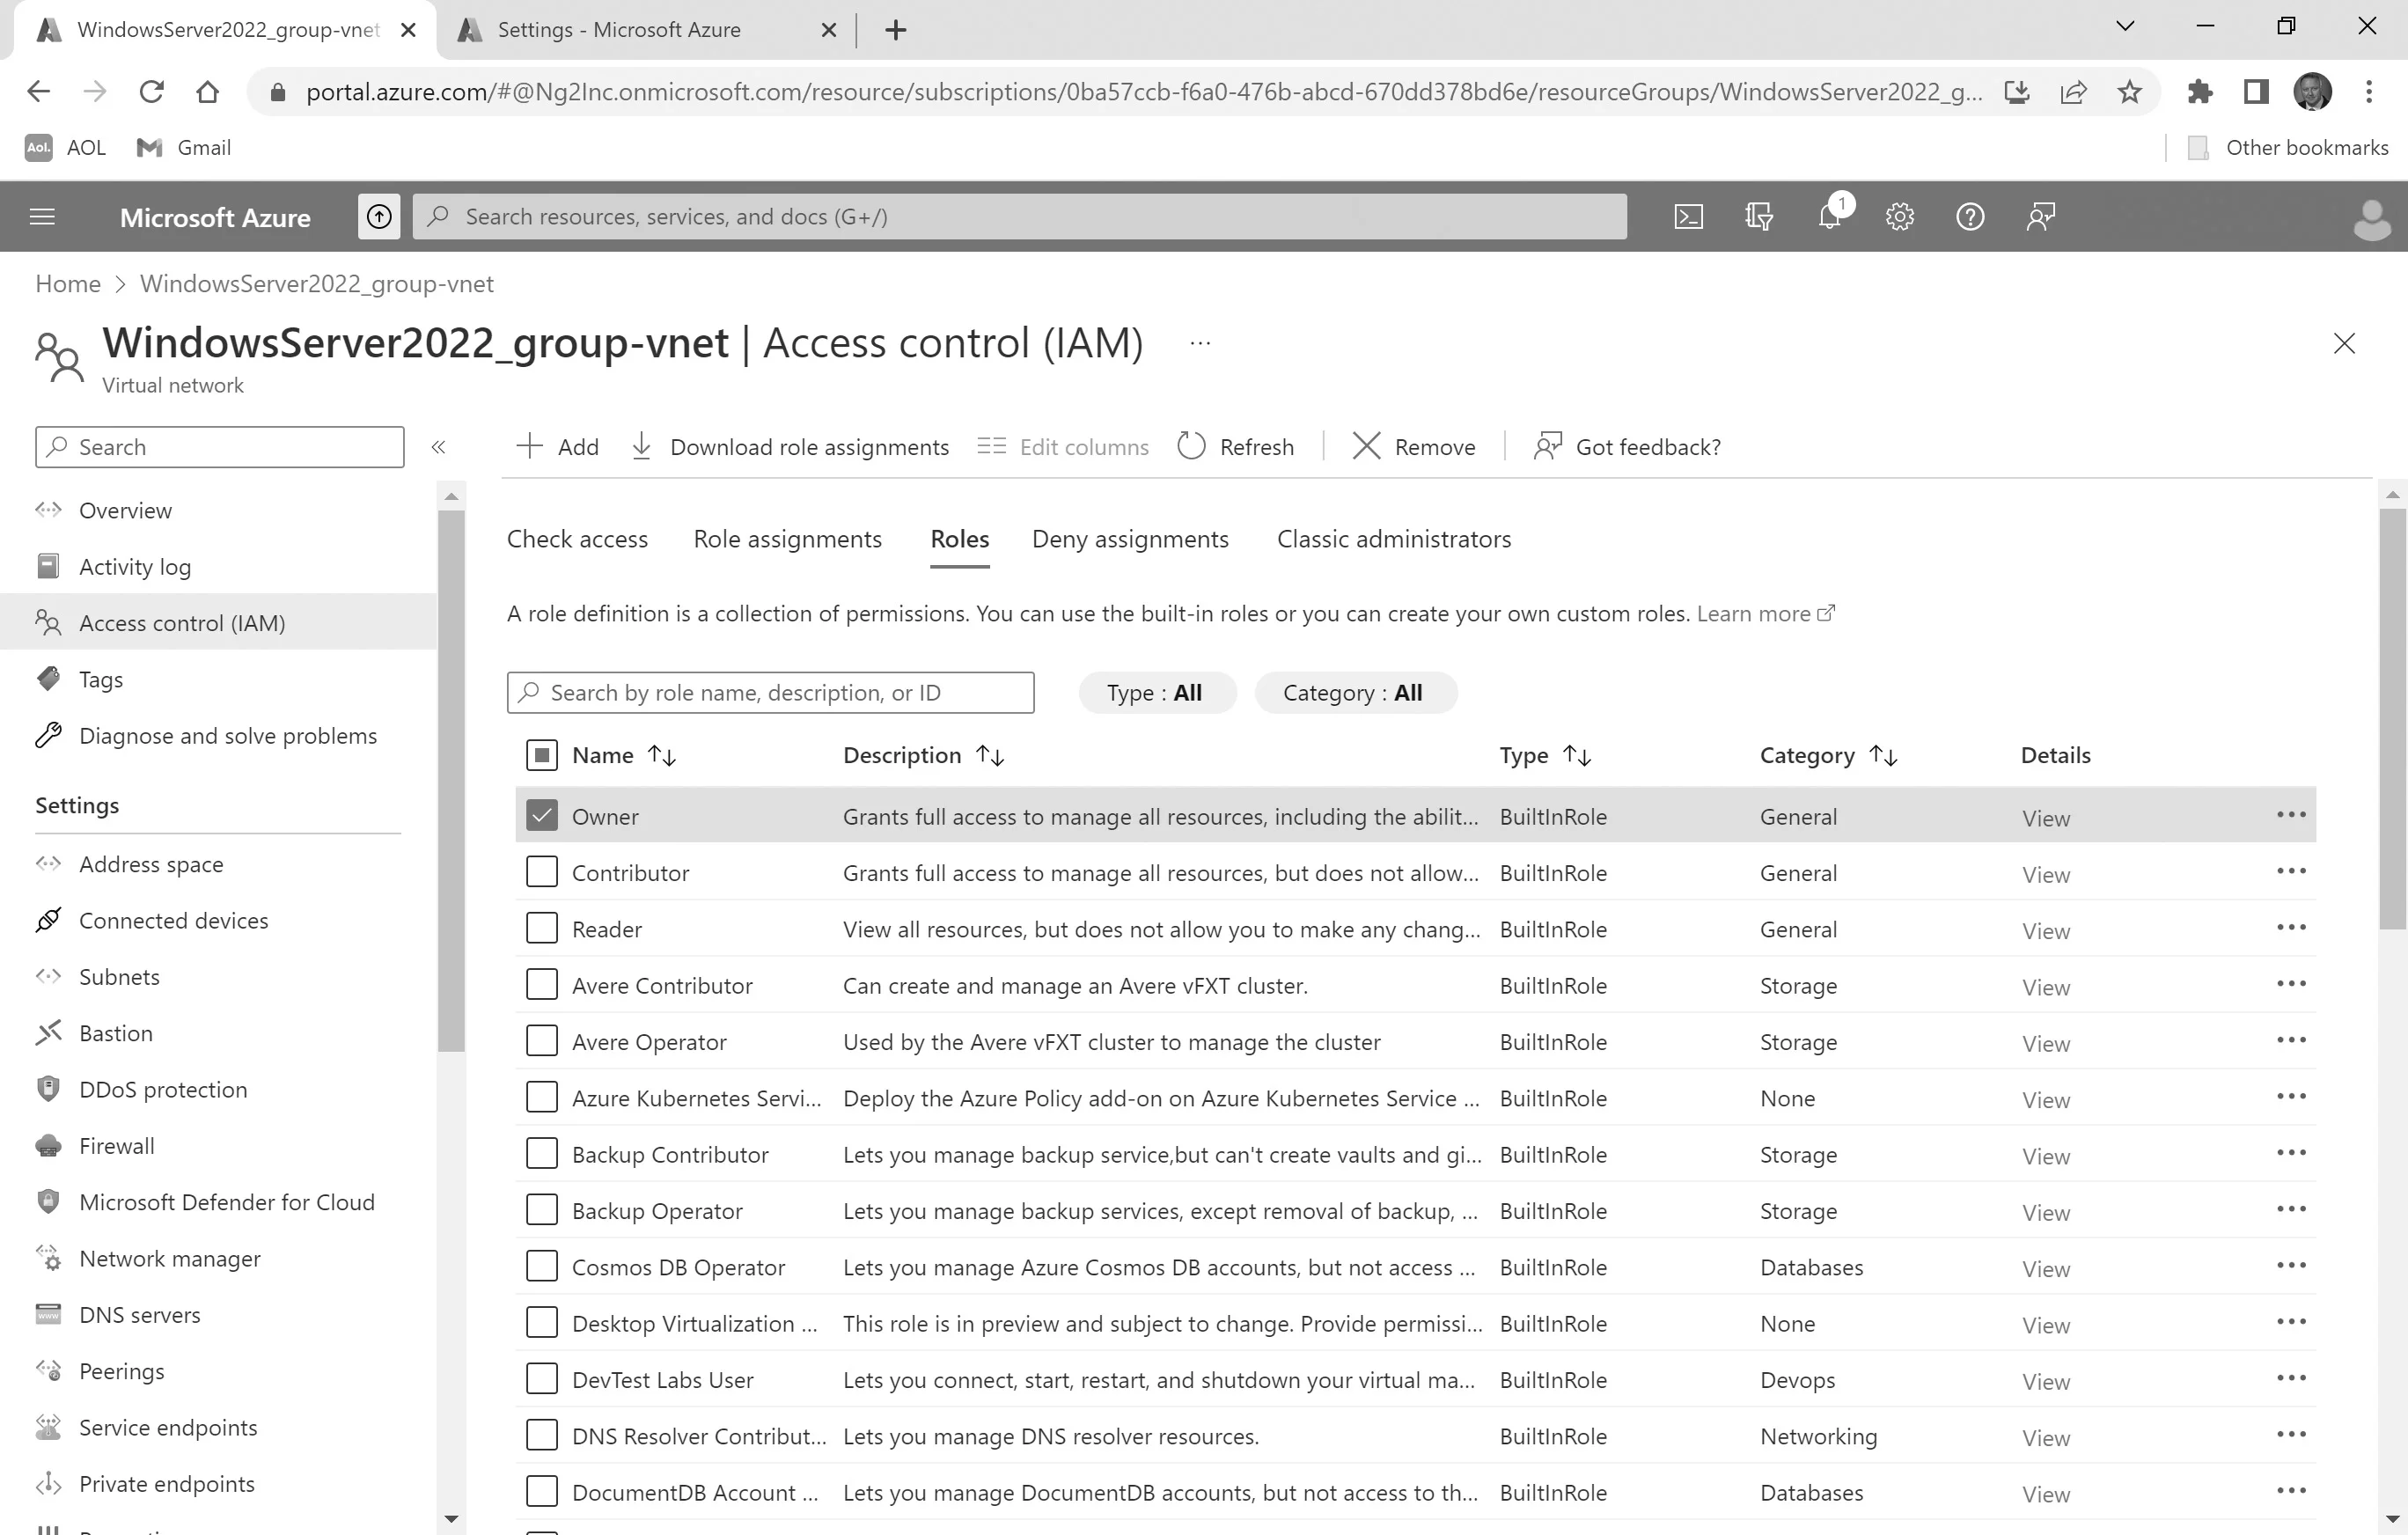 WindowsServer2022_group-vnet
Settings - Microsoft Azure
portal.azure.com/#@Ng2Inc.onmicrosoft.com/resource/subscriptions/0ba57ccb-f6a0-476b-abcd-670dd378bd6e/resourceGroups/WindowsServer2022_g...
Aol. AOL
Gmail
Other bookmarks
Microsoft Azure
Search resources, services, and docs (G+/)
1
Home > WindowsServer2022_group-vnet
WindowsServer2022_group-vnet | Access control (IAM) ...
Virtual network
Search
«
Overview
Activity log
Access control (IAM)
Tags
Diagnose and solve problems
Settings
Address space
Connected devices
Subnets
Bastion
DDoS protection
Firewall
Microsoft Defender for Cloud
Network manager
DNS servers
Peerings
Service endpoints
Private endpoints
Add Download role assignments Edit columns Refresh Remove Got feedback?
Check access Role assignments Roles Deny assignments Classic administrators
A role definition is a collection of permissions. You can use the built-in roles or you can create your own custom roles. Learn more
Search by role name, description, or ID Type : All Category : All
Name Description Type Category Details
Owner Grants full access to manage all resources, including the abilit... BuiltInRole General View ...
Contributor Grants full access to manage all resources, but does not allow... BuiltInRole General View ...
Reader View all resources, but does not allow you to make any chang... BuiltInRole General View ...
Avere Contributor Can create and manage an Avere vFXT cluster. BuiltInRole Storage View ...
Avere Operator Used by the Avere vFXT cluster to manage the cluster BuiltInRole Storage View ...
Azure Kubernetes Servi... Deploy the Azure Policy add-on on Azure Kubernetes Service ... BuiltInRole None View ...
Backup Contributor Lets you manage backup service,but can't create vaults and gi... BuiltInRole Storage View ...
Backup Operator Lets you manage backup services, except removal of backup, ... BuiltInRole Storage View ...
Cosmos DB Operator Lets you manage Azure Cosmos DB accounts, but not access ... BuiltInRole Databases View ...
Desktop Virtualization ... This role is in preview and subject to change. Provide permissi... BuiltInRole None View ...
DevTest Labs User Lets you connect, start, restart, and shutdown your virtual ma... BuiltInRole Devops View ...
DNS Resolver Contribut... Lets you manage DNS resolver resources. BuiltInRole Networking View ...
DocumentDB Account ... Lets you manage DocumentDB accounts, but not access to th... BuiltInRole Databases View ...